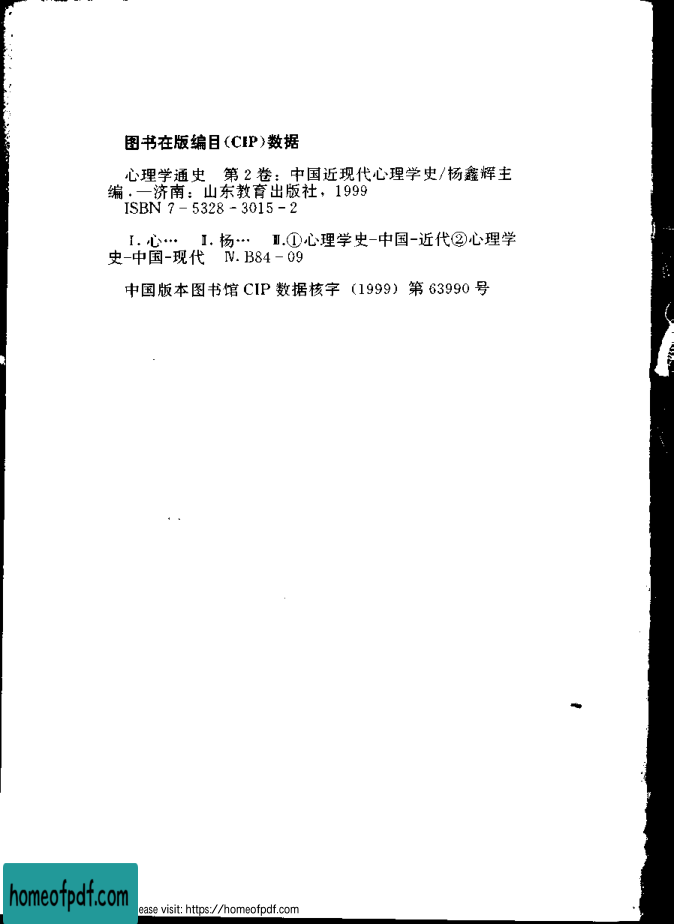 图书在版编目(CIP)数据
心理学通史 第2卷：中国近现代心理学史/杨鑫辉主
编.—济南：山东教育出版社，1999
ISBN 7-5328-3015-2
Ⅰ.心… Ⅱ.杨… Ⅲ.①心理学史-中国-近代②心理学
史-中国-现代 Ⅳ.B84-09
中国版本图书馆CIP数据核字（1999）第63990号
homeofpdf.com
ease visit: https://homeofpdf.com